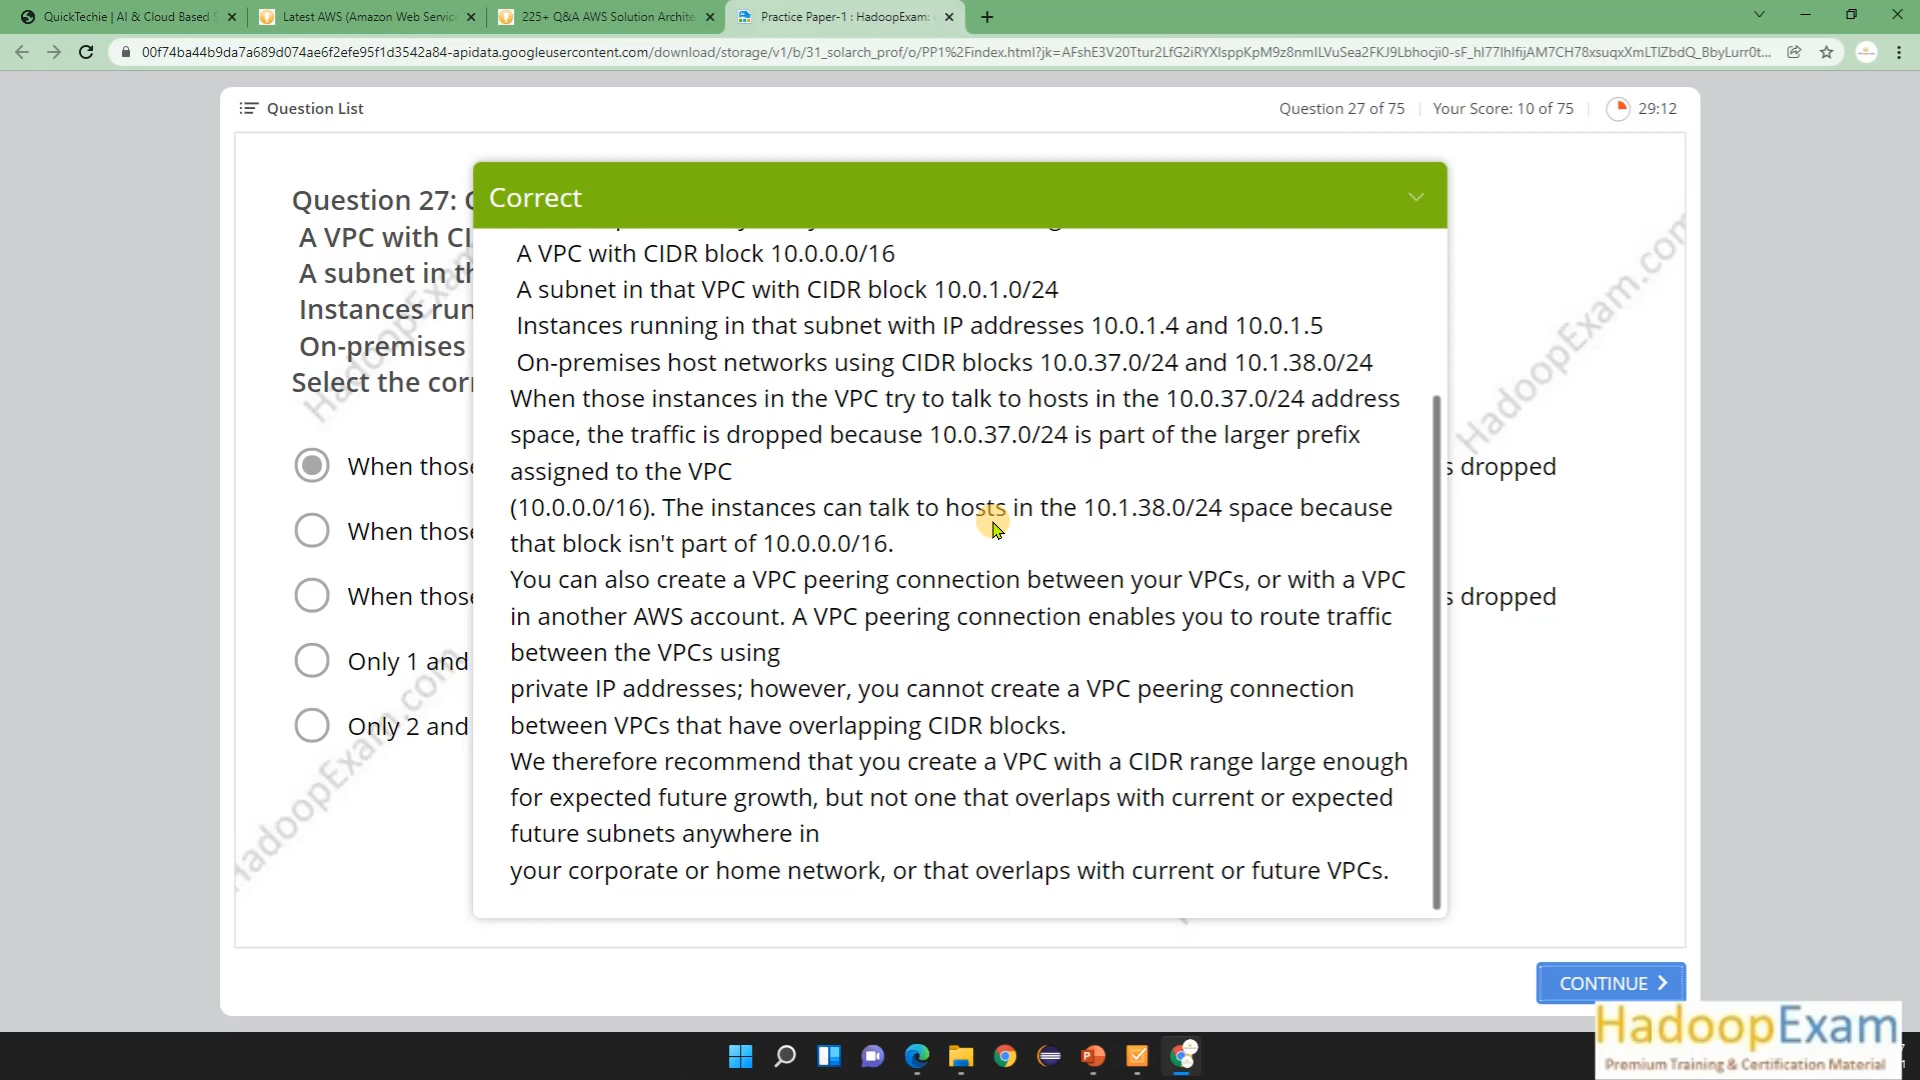 QuickTechie | AI & Cloud Based S
Latest AWS (Amazon Web Service
225+ Q&A AWS Solution Archite
Practice Paper-1 : HadoopExam:
Question List
Question 27 of 75
Your Score: 10 of 75
29:12
Question 27:
A VPC with CI
A subnet in th
Instances run
On-premises
Select the cor
When those
s dropped
When those
When those
s dropped
Only 1 and
Only 2 and
Correct
A VPC with CIDR block 10.0.0.0/16
A subnet in that VPC with CIDR block 10.0.1.0/24
Instances running in that subnet with IP addresses 10.0.1.4 and 10.0.1.5
On-premises host networks using CIDR blocks 10.0.37.0/24 and 10.1.38.0/24
When those instances in the VPC try to talk to hosts in the 10.0.37.0/24 address
space, the traffic is dropped because 10.0.37.0/24 is part of the larger prefix
assigned to the VPC
(10.0.0.0/16). The instances can talk to hosts in the 10.1.38.0/24 space because
that block isn't part of 10.0.0.0/16.
You can also create a VPC peering connection between your VPCs, or with a VPC
in another AWS account. A VPC peering connection enables you to route traffic
between the VPCs using
private IP addresses; however, you cannot create a VPC peering connection
between VPCs that have overlapping CIDR blocks.
We therefore recommend that you create a VPC with a CIDR range large enough
for expected future growth, but not one that overlaps with current or expected
future subnets anywhere in
your corporate or home network, or that overlaps with current or future VPCs.
CONTINUE
HadoopExam
Premium Training & Certification Material
HadoopExam
HadoopExam.com
HadoopExam.com